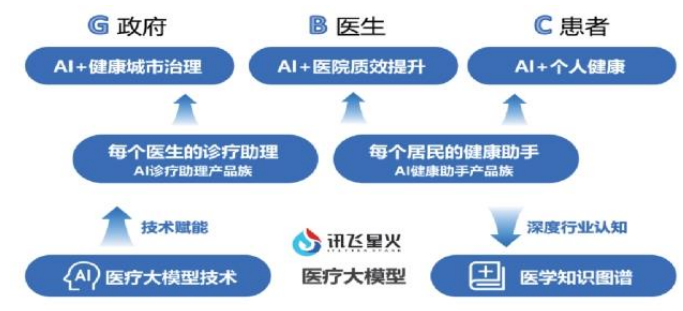 G 政府
B 医生
C 患者
AI+健康城市治理
AI+医院质效提升
AI+个人健康
每个医生的诊疗助理
AI诊疗助理产品族
每个居民的健康助手
AI健康助手产品族
技术赋能
讯飞星火
深度行业认知
AI 医疗大模型技术
医疗大模型
医学知识图谱